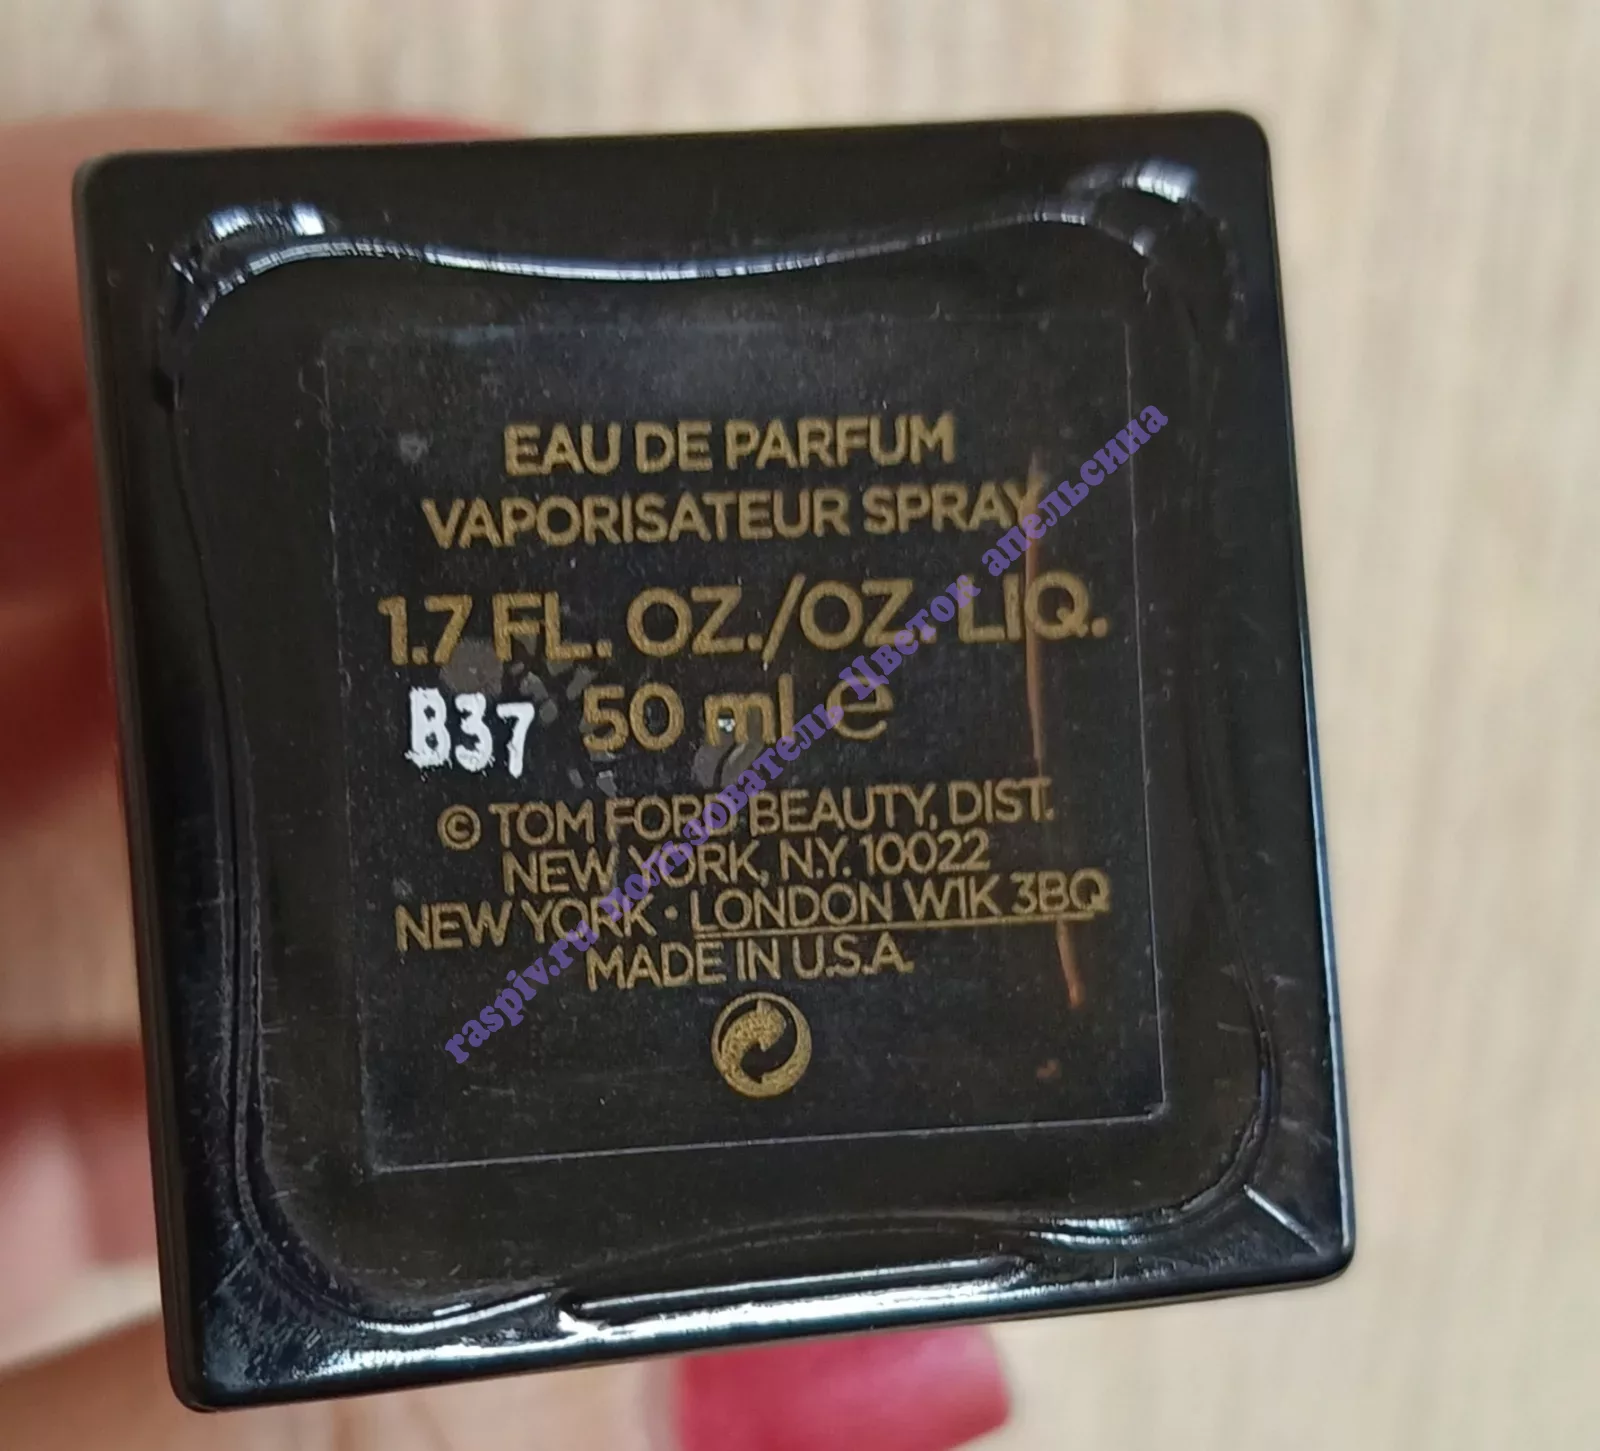 EAU DE PARFUM
VAPORISATEUR SPRAY
1.7 FL. OZ./OZ. LIQ.
B37 50 ml ℮
© TOM FORD BEAUTY, DIST.
NEW YORK, N.Y. 10022
NEW YORK · LONDON W1K 3BQ
MADE IN U.S.A.
raspiv.ru пользователь Цветок апельсина